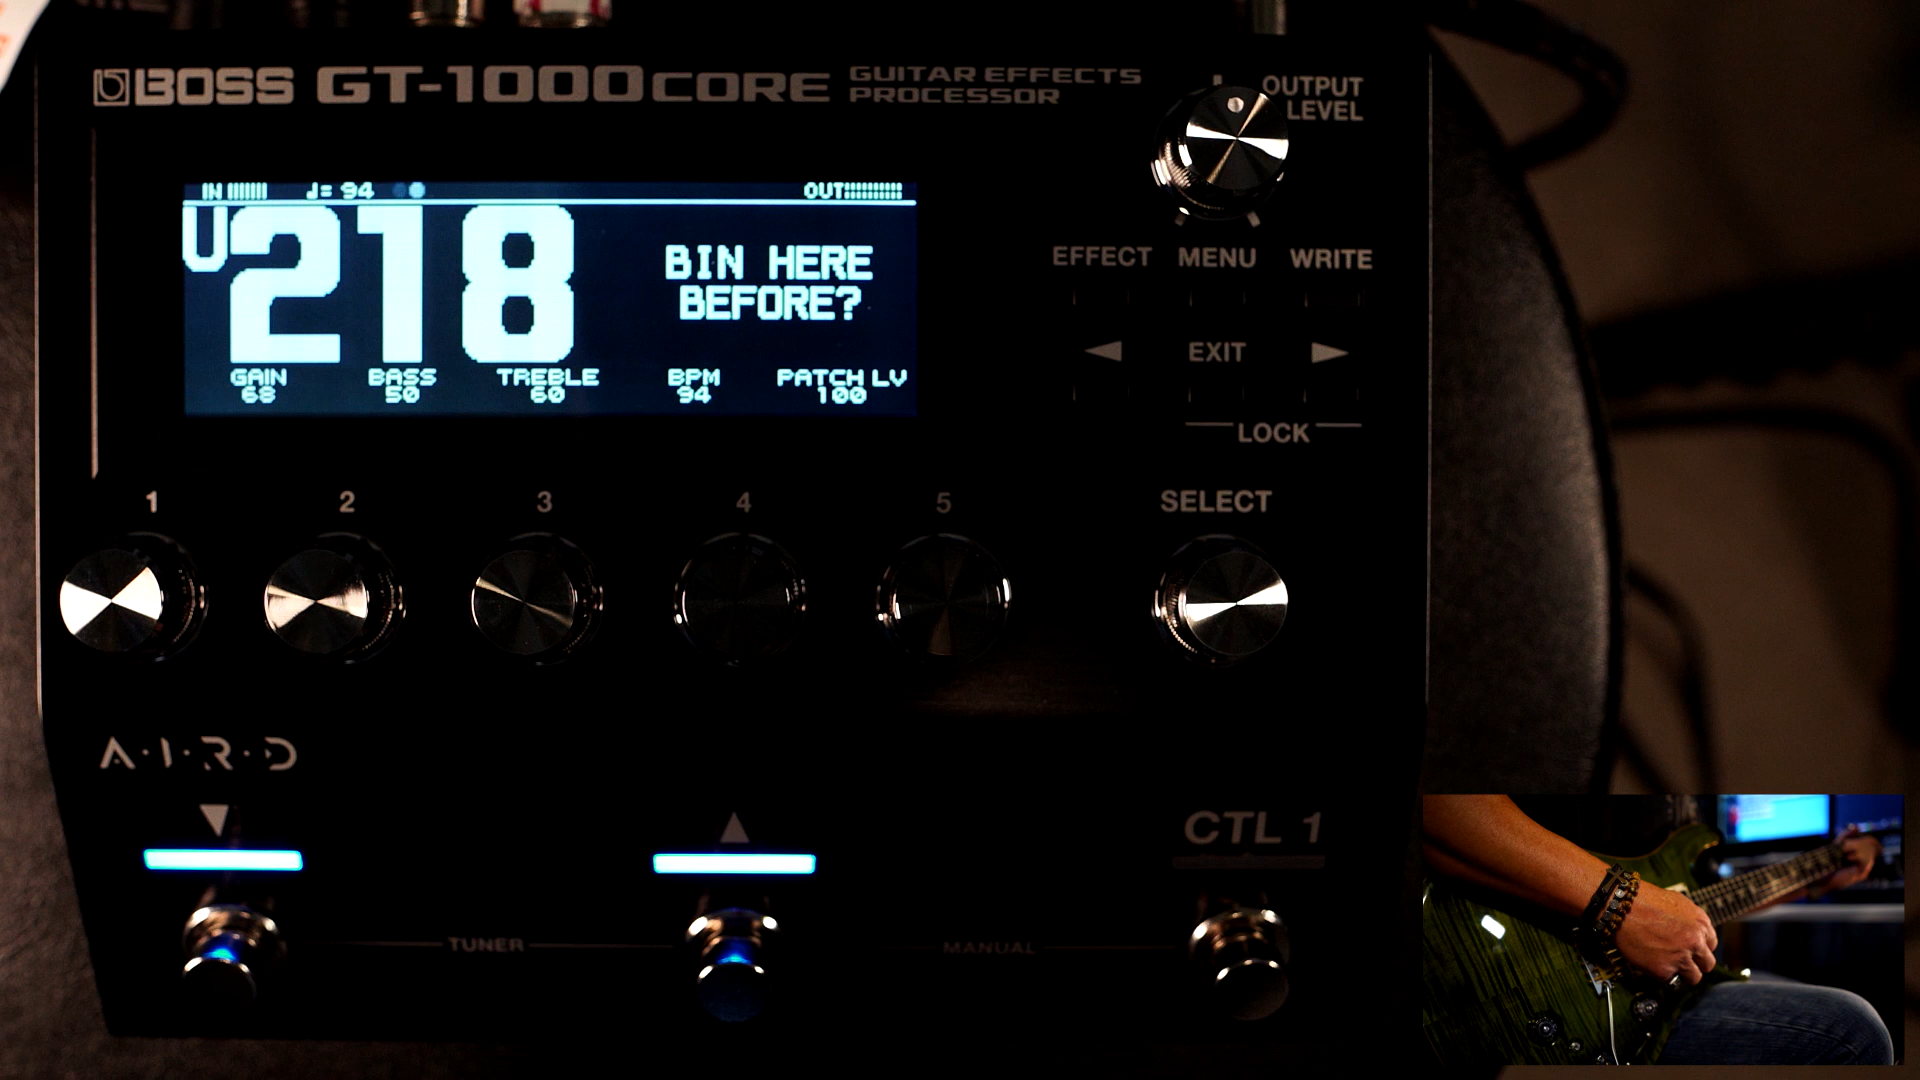 BOSS GT-1000CORE GUITAR EFFECTS PROCESSOR
OUTPUT LEVEL
IN ♩= 94 OUT
U218
BIN HERE
BEFORE?
GAIN BASS TREBLE BPM PATCH LV
68 50 60 94 100
EFFECT MENU WRITE
EXIT
LOCK
1 2 3 4 5 SELECT
A·I·R·D
CTL 1
TUNER MANUAL